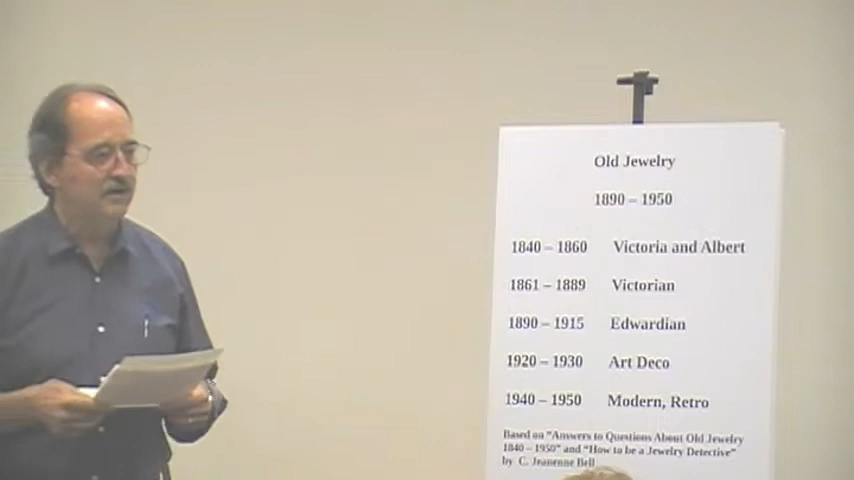 Old Jewelry
1890 – 1950
1840 – 1860 Victoria and Albert
1861 – 1889 Victorian
1890 – 1915 Edwardian
1920 – 1930 Art Deco
1940 – 1950 Modern, Retro
Based on "Answers to Questions About Old Jewelry
1840 – 1950" and "How to be a Jewelry Detective"
by C. Jeanenne Bell